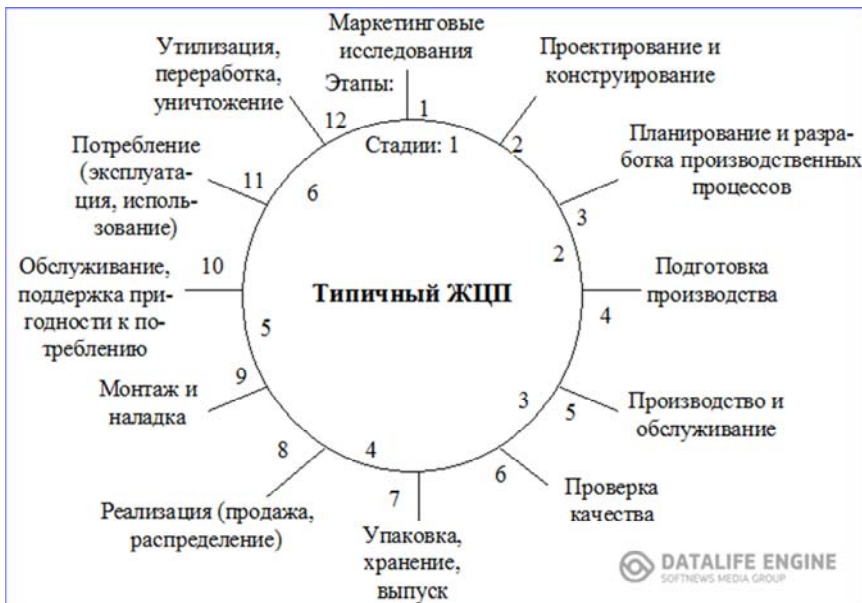 Маркетинговые
исследования
Этапы:
1
Проектирование и
конструирование
2
Планирование и разра-
ботка производственных
процессов
3
Подготовка
производства
4
Производство и
обслуживание
5
Проверка
качества
6
Упаковка,
хранение,
выпуск
7
Реализация (продажа,
распределение)
8
Монтаж и
наладка
9
Обслуживание,
поддержка при-
годности к по-
треблению
10
Потребление
(эксплуата-
ция, исполь-
зование)
11
Утилизация,
переработка,
уничтожение
12
Стадии: 1
2
3
4
5
6
Типичный ЖЦП
DATALIFE ENGINE
SOFTNEWS MEDIA GROUP